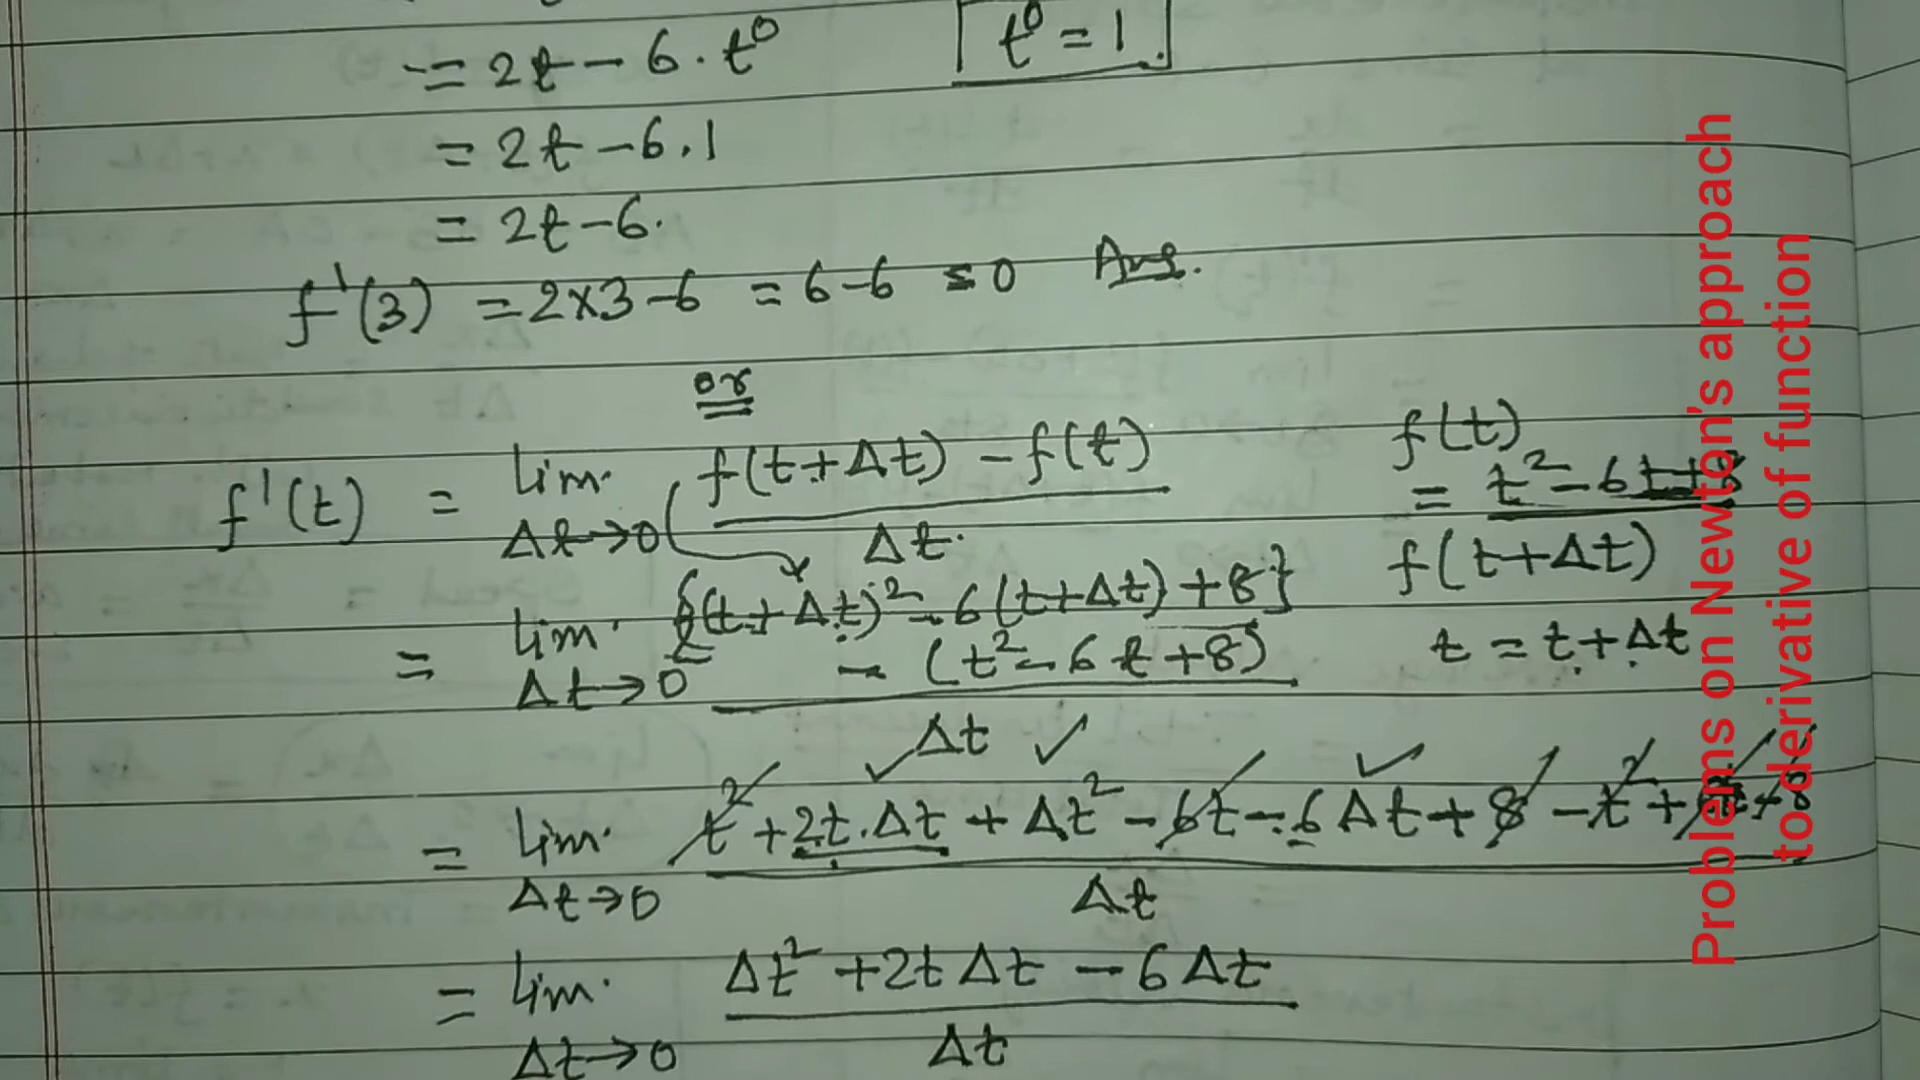 = 2t - 6 . t⁰
t⁰ = 1.
= 2t - 6 . 1
= 2t - 6.
f'(3) = 2×3-6 = 6-6 = 0 Ans.
or
f'(t) = lim. Δt→0 f(t+Δt) - f(t) / Δt.
f(t)
= t² - 6t + 8
f(t+Δt)
t = t+Δt
= lim. Δt→0 {(t+Δt)² - 6(t+Δt) + 8}
- (t² - 6t + 8)
Δt
= lim. Δt→0 t² + 2t.Δt + Δt² - 6t - 6Δt + 8 - t² + 6t - 8
Δt
= lim. Δt→0 Δt² + 2tΔt - 6Δt
Δt
Problems on Newton's approach
toderivative of function